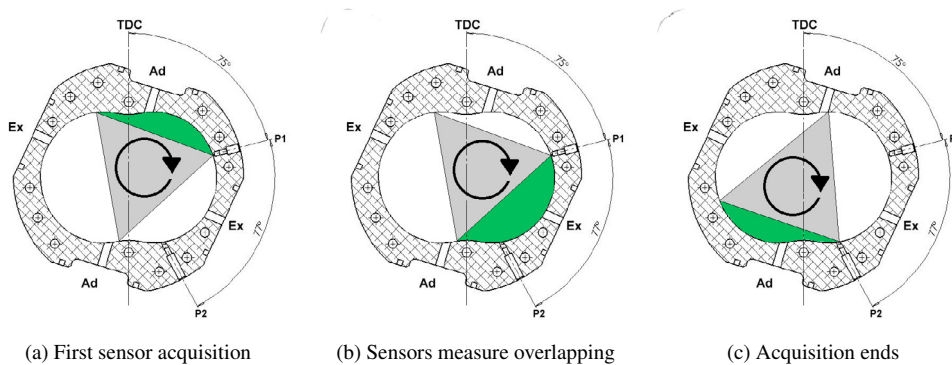 TDC
75°
Ad
Ex
P1
Ex
77°
Ad
P2
(a) First sensor acquisition
TDC
75°
Ad
Ex
P1
Ex
77°
Ad
P2
(b) Sensors measure overlapping
TDC
75°
Ad
Ex
P
Ex
77°
Ad
P2
(c) Acquisition ends